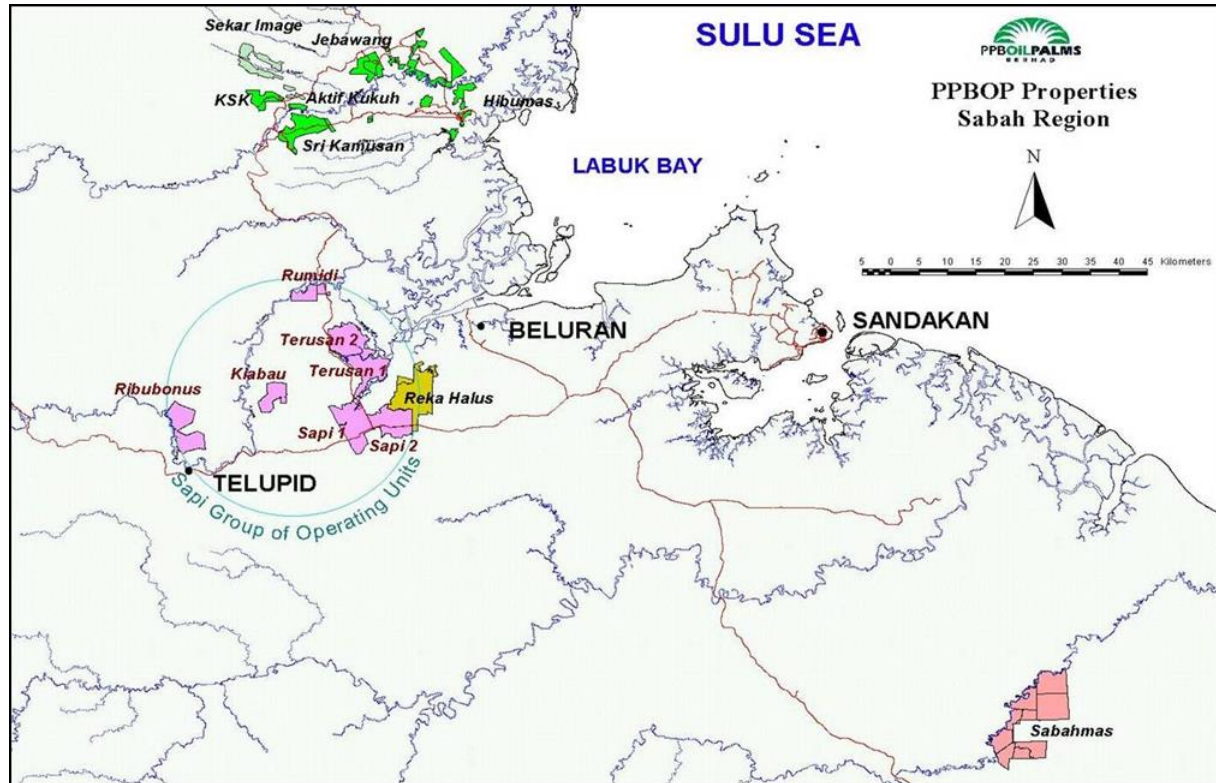 SULU SEA
PPBOILPALMS
BERHAD
PPBOP Properties
Sabah Region
N
5 0 5 10 15 20 25 30 35 40 45 Kilometers
Sekar Image
Jebawang
KSK
Aktif Kukuh
Hibumas
Sri Kamusan
LABUK BAY
Rumidi
Terusan 2
BELURAN
SANDAKAN
Terusan 1
Ribubonus
Kiabau
Reka Halus
Sapi 1
Sapi 2
TELUPID
Sapi Group of Operating Units
Sabahmas